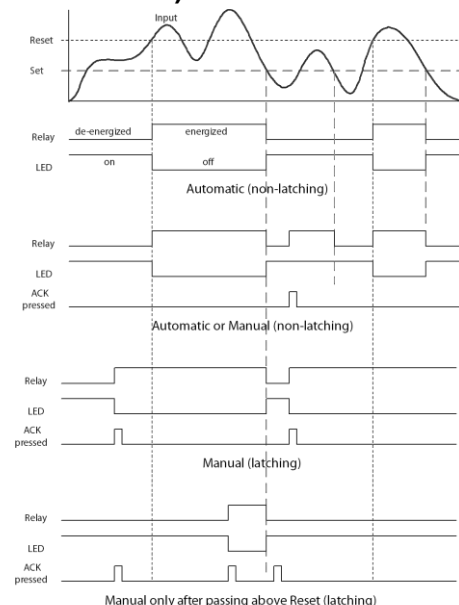 Input
Reset
Set
Relay de-energized energized
LED on off
Automatic (non-latching)
Relay
LED
ACK
pressed
Automatic or Manual (non-latching)
Relay
LED
ACK
pressed
Manual (latching)
Relay
LED
ACK
pressed
Manual only after passing above Reset (latching)